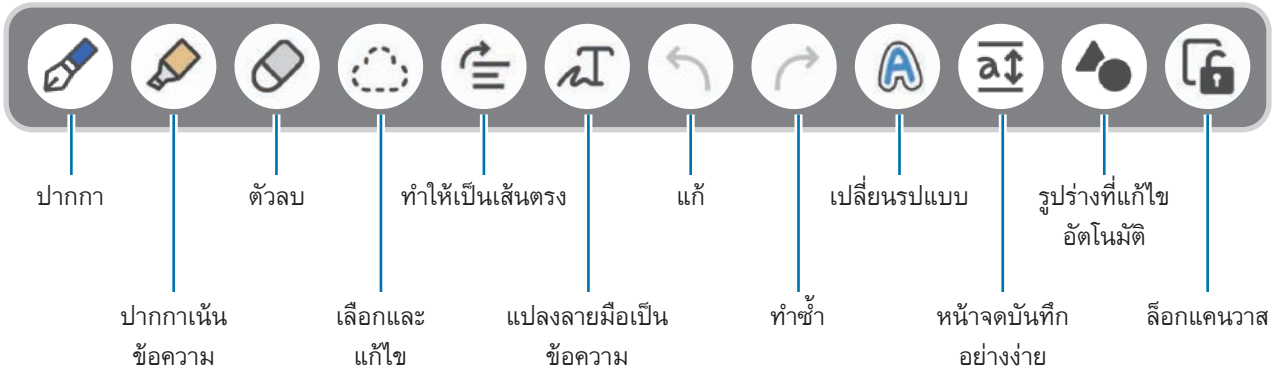 ปากกา
ตัวลบ
ทำให้เป็นเส้นตรง
แก้
เปลี่ยนรูปแบบ
รูปร่างที่แก้ไข
อัตโนมัติ
ปากกาเน้น
ข้อความ
เลือกและ
แก้ไข
แปลงลายมือเป็น
ข้อความ
ทำซ้ำ
หน้าจดบันทึก
อย่างง่าย
ล็อกแคนวาส